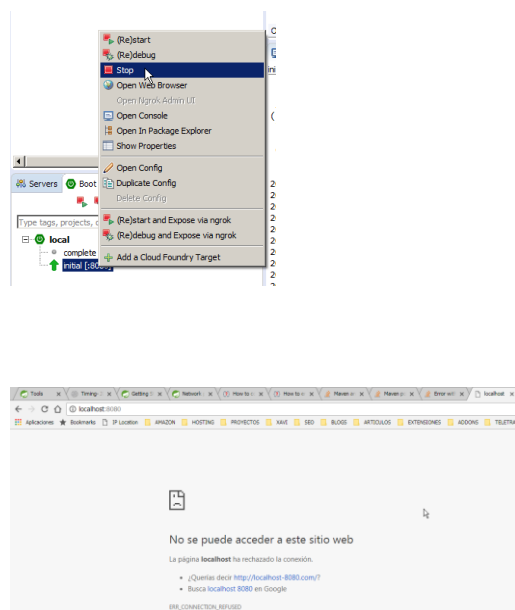 (Re)start
(Re)debug
Stop
Open Web Browser
Open Ngrok Admin UI
Open Console
Open In Package Explorer
Show Properties
Open Config
Duplicate Config
Delete Config
(Re)start and Expose via ngrok
(Re)debug and Expose via ngrok
Add a Cloud Foundry Target
Servers Boot
Type tags, projects,
local
complete
initial [:80
Tools Timing Getting Network How to How to Maven Maven Error localhost
localhost:8080
Aplicaciones Bookmarks IP Location AMAZON HOSTING PROYECTOS XAVI SEO BLOGS ARTICULOS EXTENSIONES ADDONS TELETRA
No se puede acceder a este sitio web
La página localhost ha rechazado la conexión.
¿Querías decir http://localhost-8080.com/?
Busca localhost 8080 en Google
ERR_CONNECTION_REFUSED